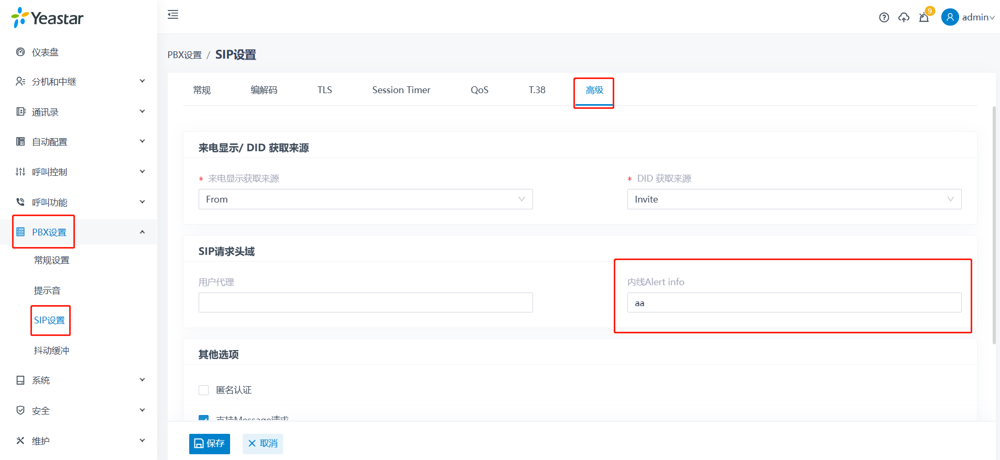 Yeastar
9
admin
仪表盘
分机和中继
通讯录
自动配置
呼叫控制
呼叫功能
PBX设置
常规设置
提示音
SIP设置
抖动缓冲
系统
安全
维护
PBX设置 / SIP设置
常规 编解码 TLS Session Timer QoS T.38 高级
来电显示/ DID 获取来源
* 来电显示获取来源 * DID 获取来源
From Invite
SIP请求头域
用户代理 内线Alert info
aa
其他选项
匿名认证
支持Message请求
保存 取消